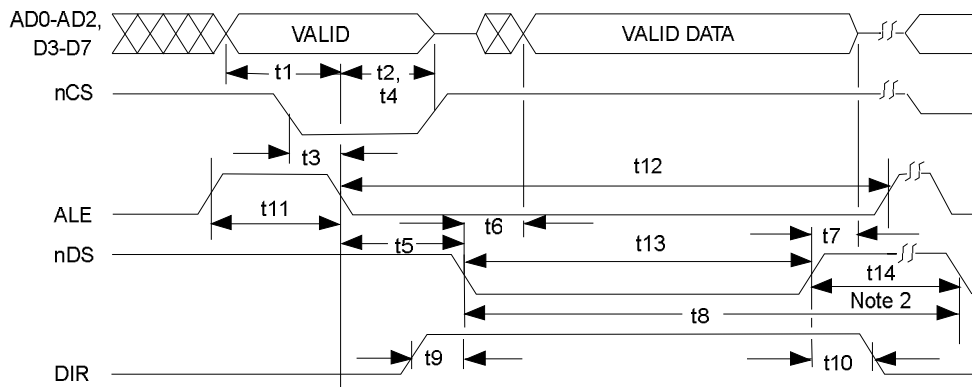 AD0-AD2,
D3-D7
VALID
VALID DATA
t1
t2,
t4
nCS
t3
t12
ALE
t11
t6
t7
t5
t13
nDS
t14
Note 2
t8
t9
t10
DIR